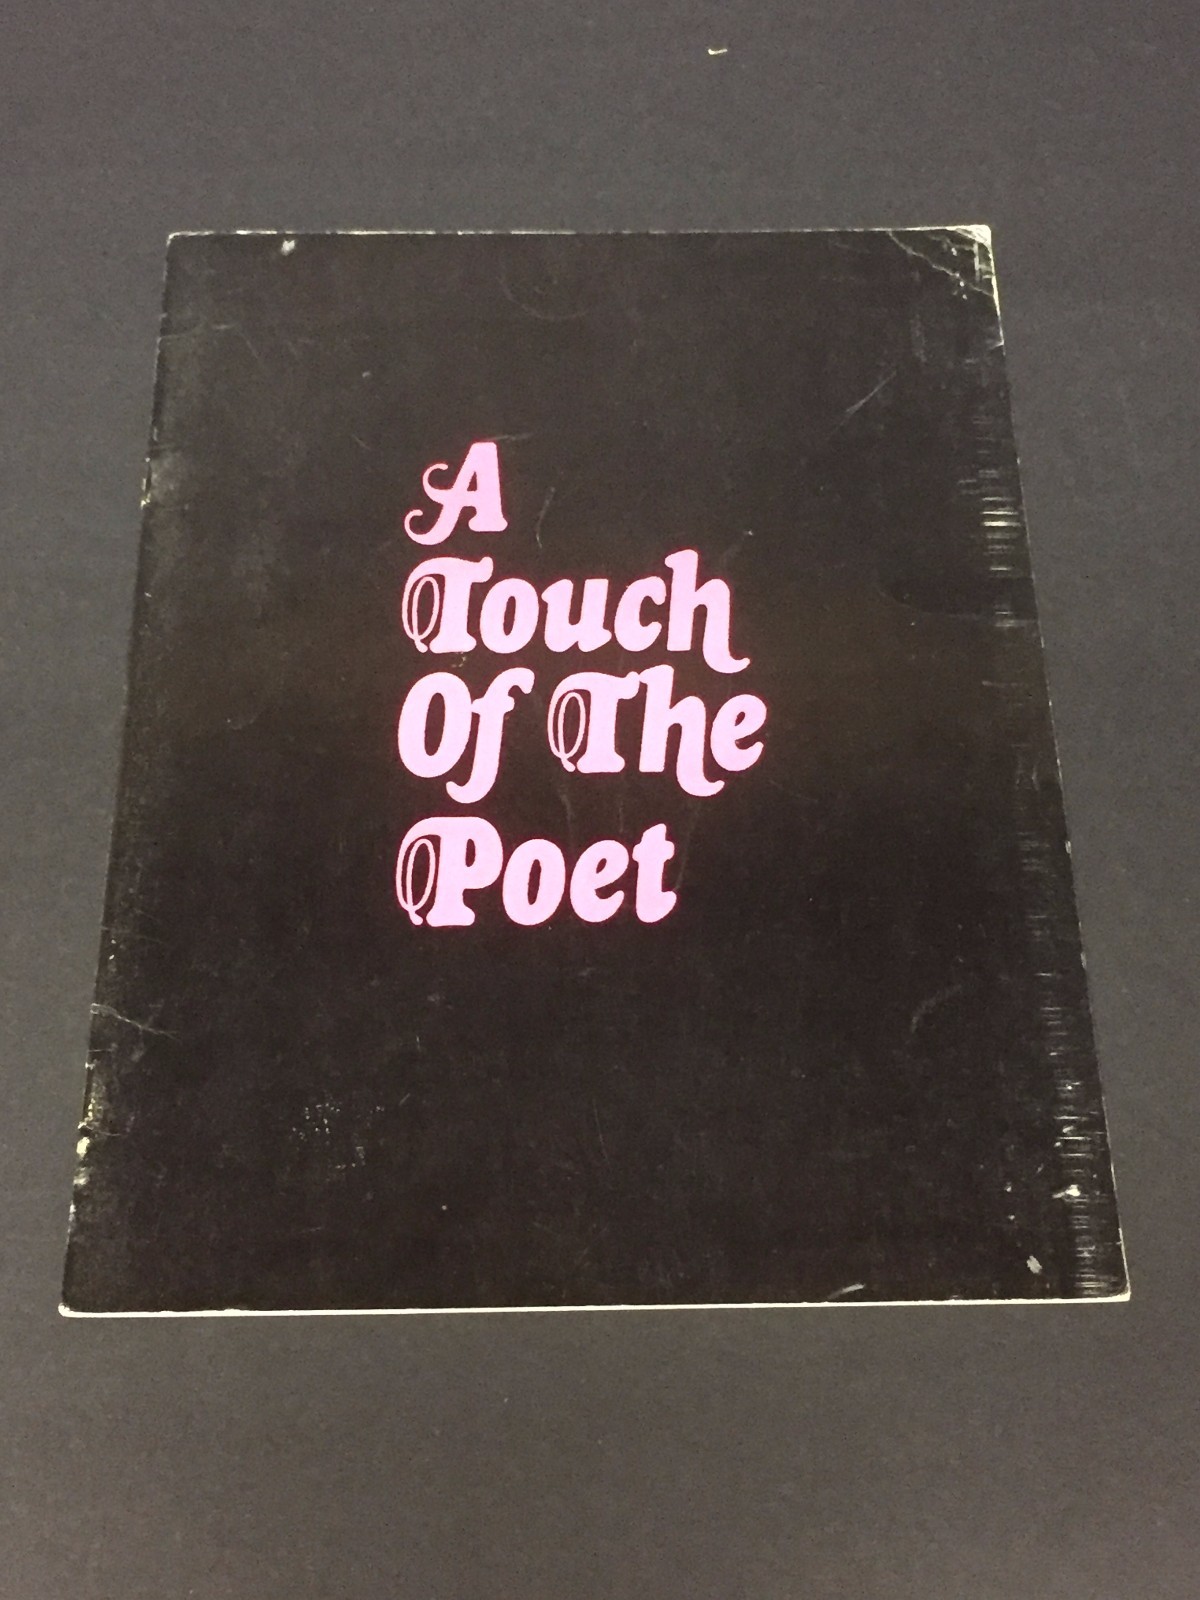 A
Touch
Of The
Poet